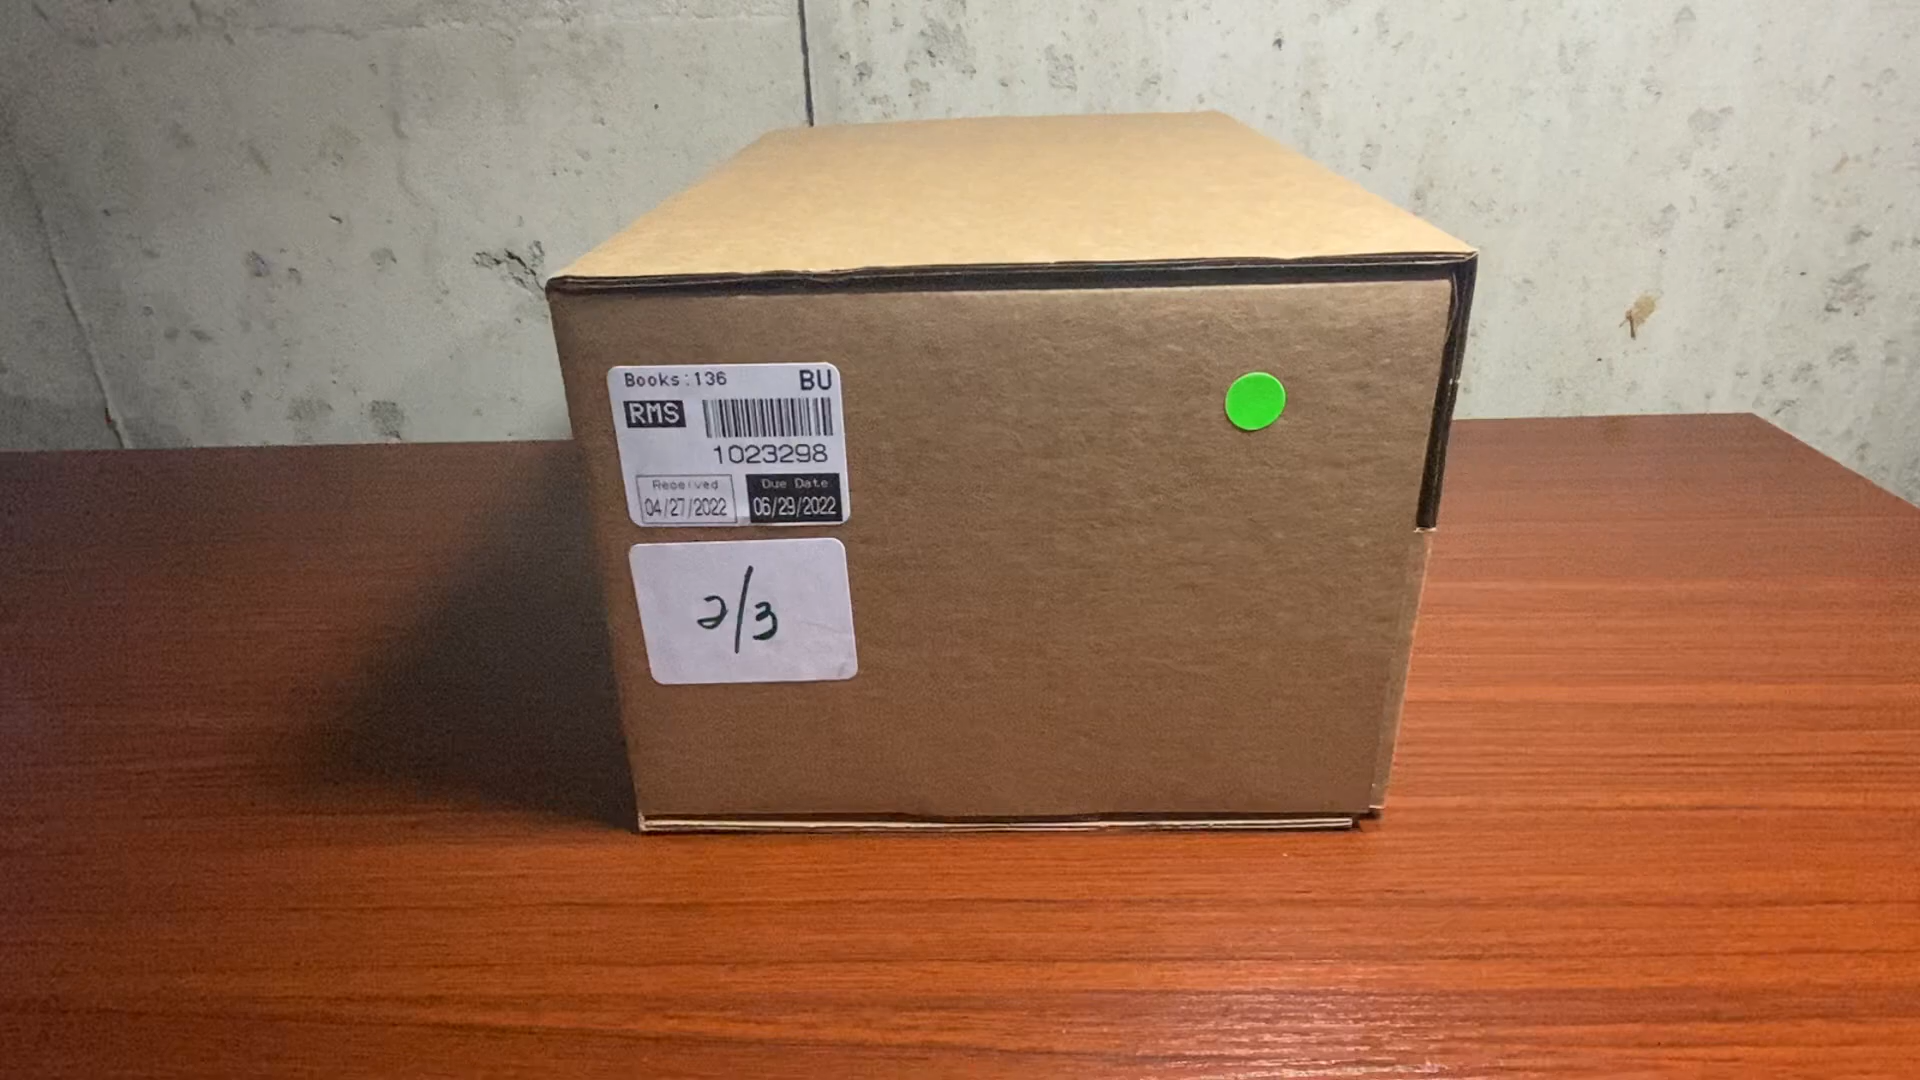 Books:136 BU
RMS
1023298
Received Due Date
04/27/2022 06/29/2022
2/3